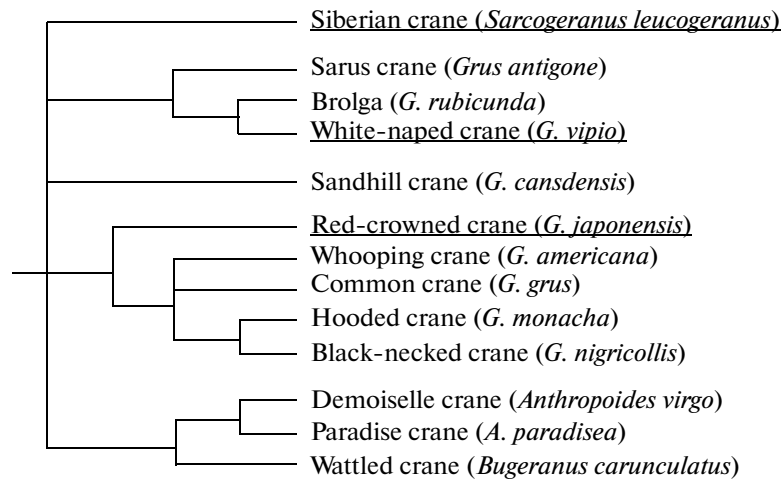 Siberian crane (Sarcogeranus leucogeranus)
Sarus crane (Grus antigone)
Brolga (G. rubicunda)
White-naped crane (G. vipio)
Sandhill crane (G. cansdensis)
Red-crowned crane (G. japonensis)
Whooping crane (G. americana)
Common crane (G. grus)
Hooded crane (G. monacha)
Black-necked crane (G. nigricollis)
Demoiselle crane (Anthropoides virgo)
Paradise crane (A. paradisea)
Wattled crane (Bugeranus carunculatus)